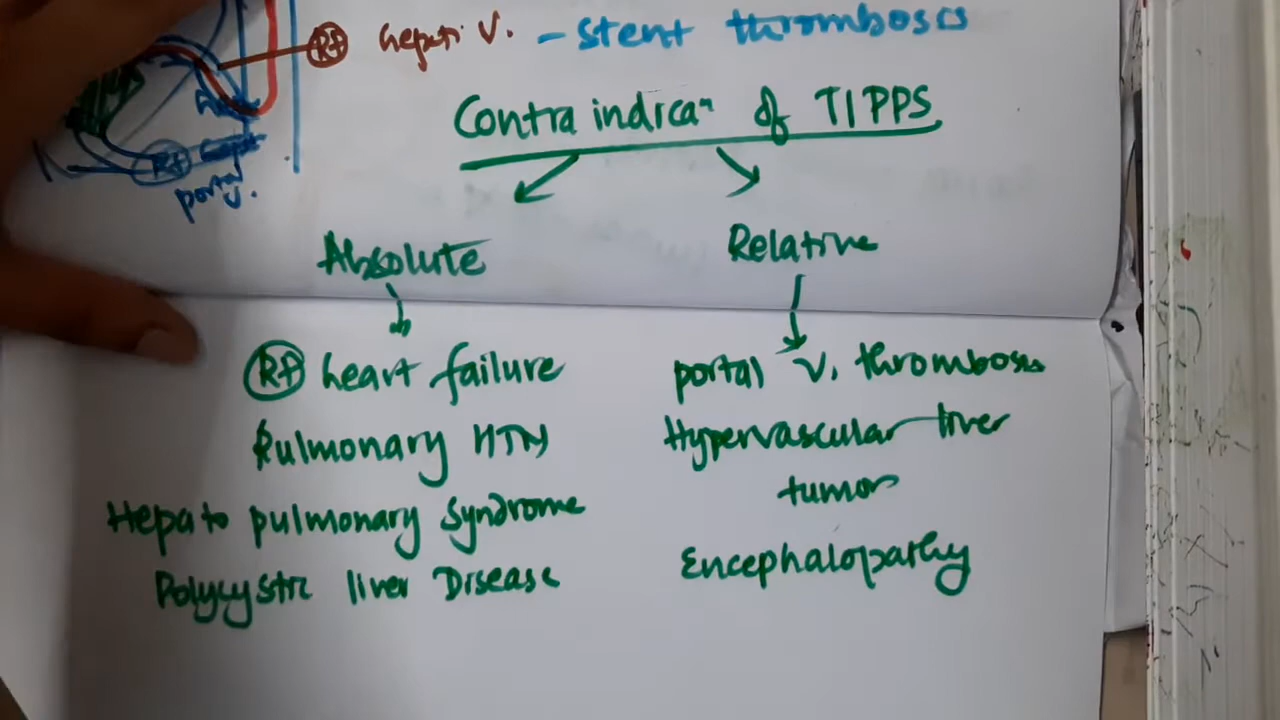 Rt hepati V. - stent thrombosis
Contra indicaⁿ of TIPPS
Rt
portal V.
Absolute
Relative
Rt heart failure
Pulmonary HTN
Hepato pulmonary Syndrome
Polycystic liver Disease
portal V. thrombosis
Hypervascular liver
tumor
Encephalopathy